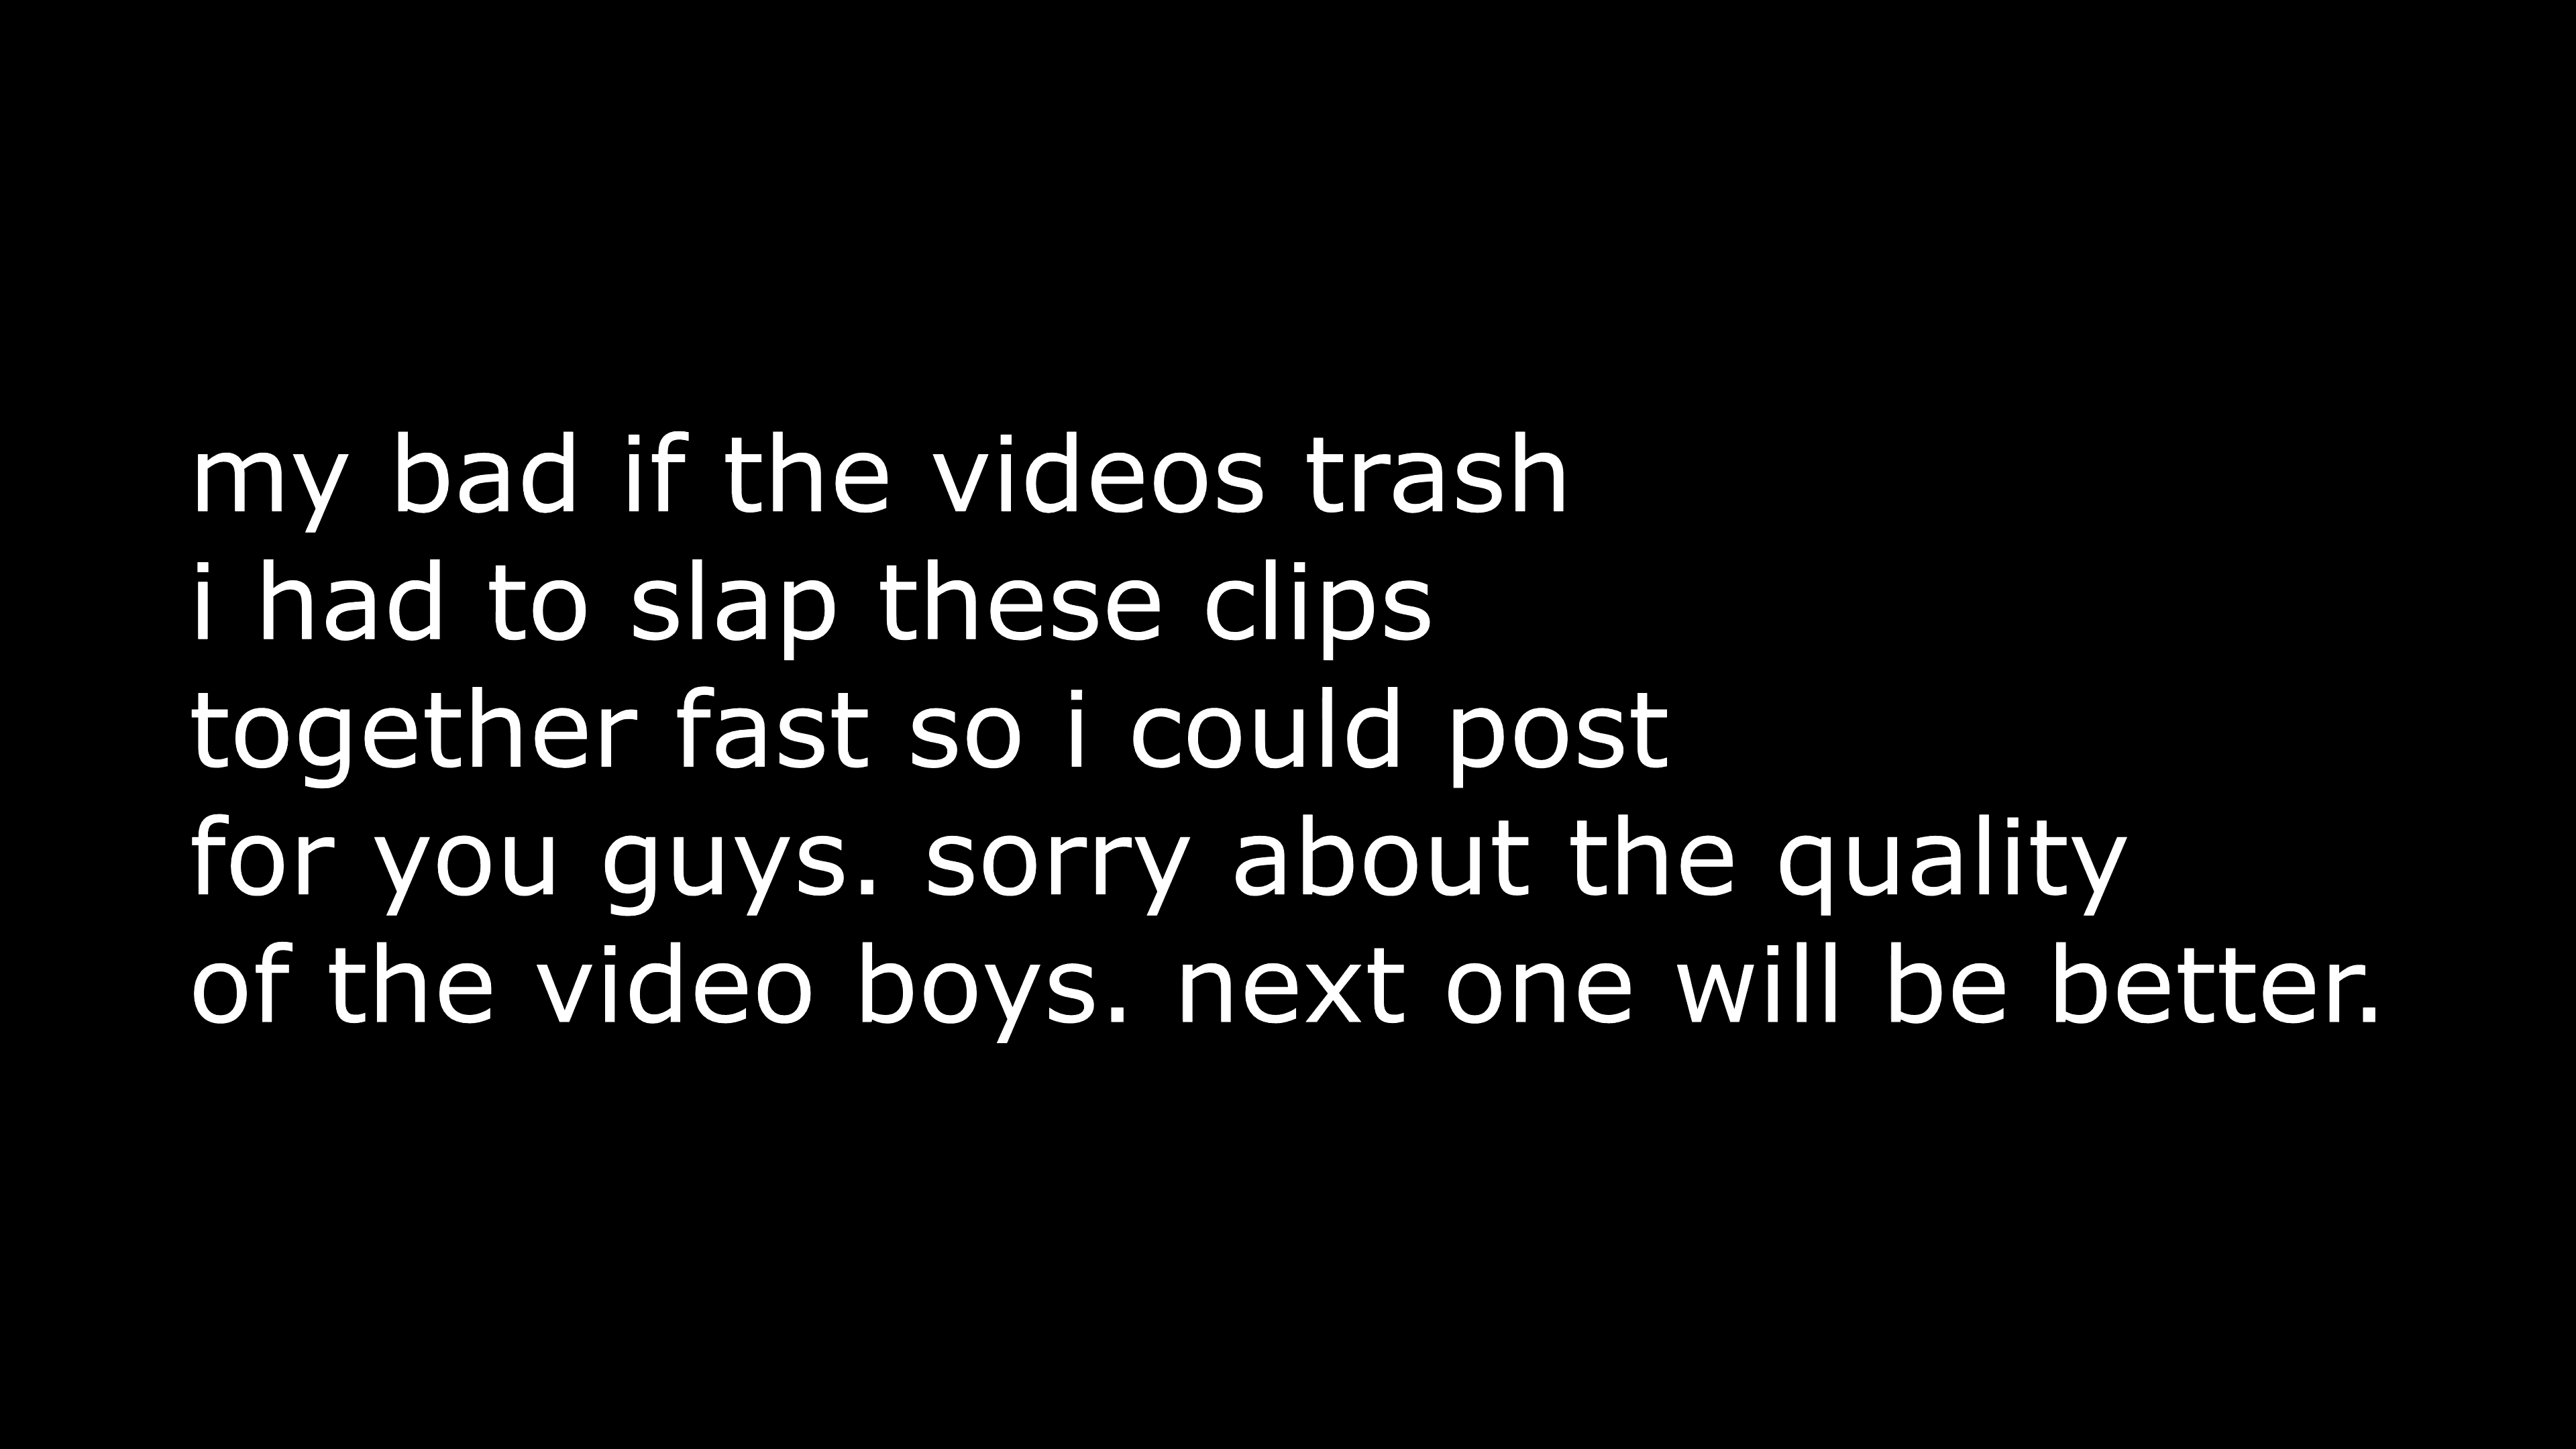 my bad if the videos trash
i had to slap these clips
together fast so i could post
for you guys. sorry about the quality
of the video boys. next one will be better.